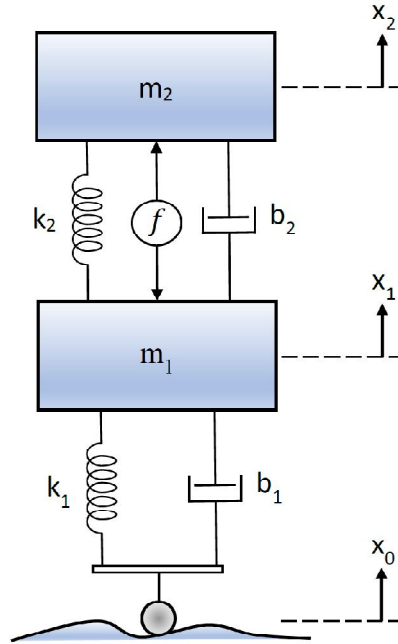 x₂
m₂
k₂
f
b₂
x₁
m₁
k₁
b₁
x₀